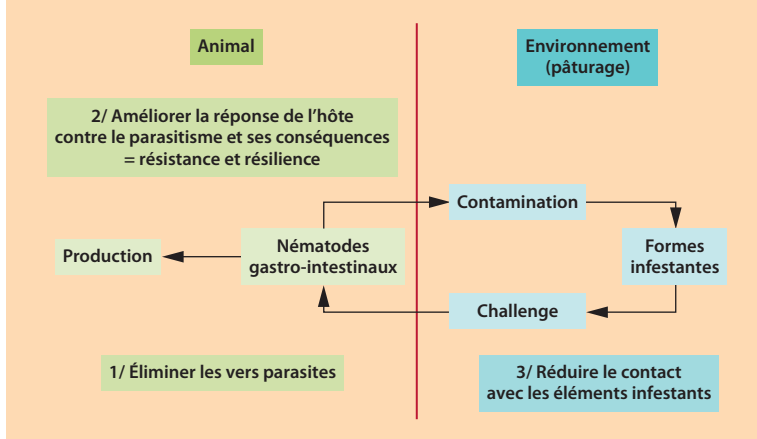 Animal
Environnement
(pâturage)
2/ Améliorer la réponse de l’hôte
contre le parasitisme et ses conséquences
= résistance et résilience
Contamination
Production
Nématodes
gastro-intestinaux
Formes
infestantes
Challenge
1/ Éliminer les vers parasites
3/ Réduire le contact
avec les éléments infestants